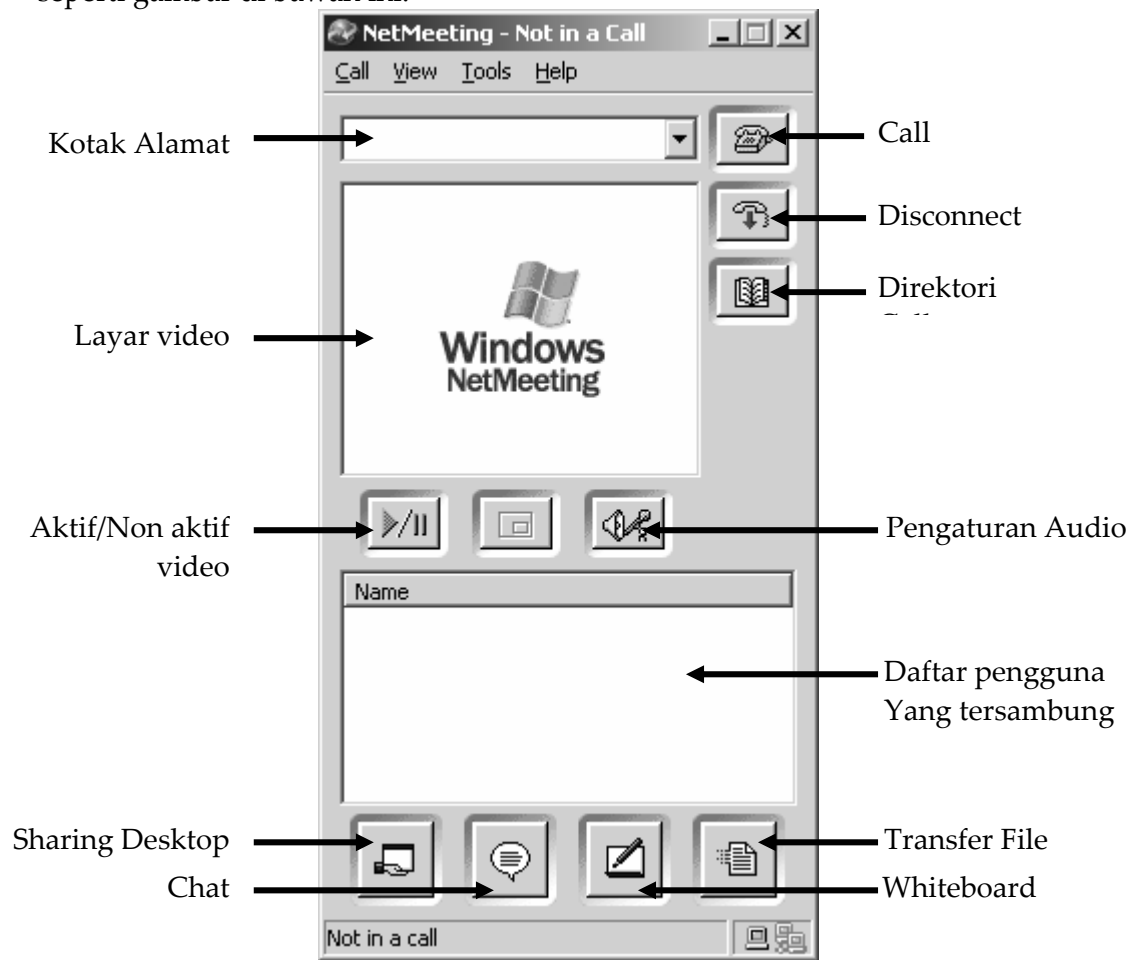 NetMeeting - Not in a Call
Call View Tools Help
Kotak Alamat
Call
Disconnect
Direktori
Layar video
Windows
NetMeeting
Aktif/Non aktif
video
Pengaturan Audio
Name
Daftar pengguna
Yang tersambung
Sharing Desktop
Chat
Transfer File
Whiteboard
Not in a call